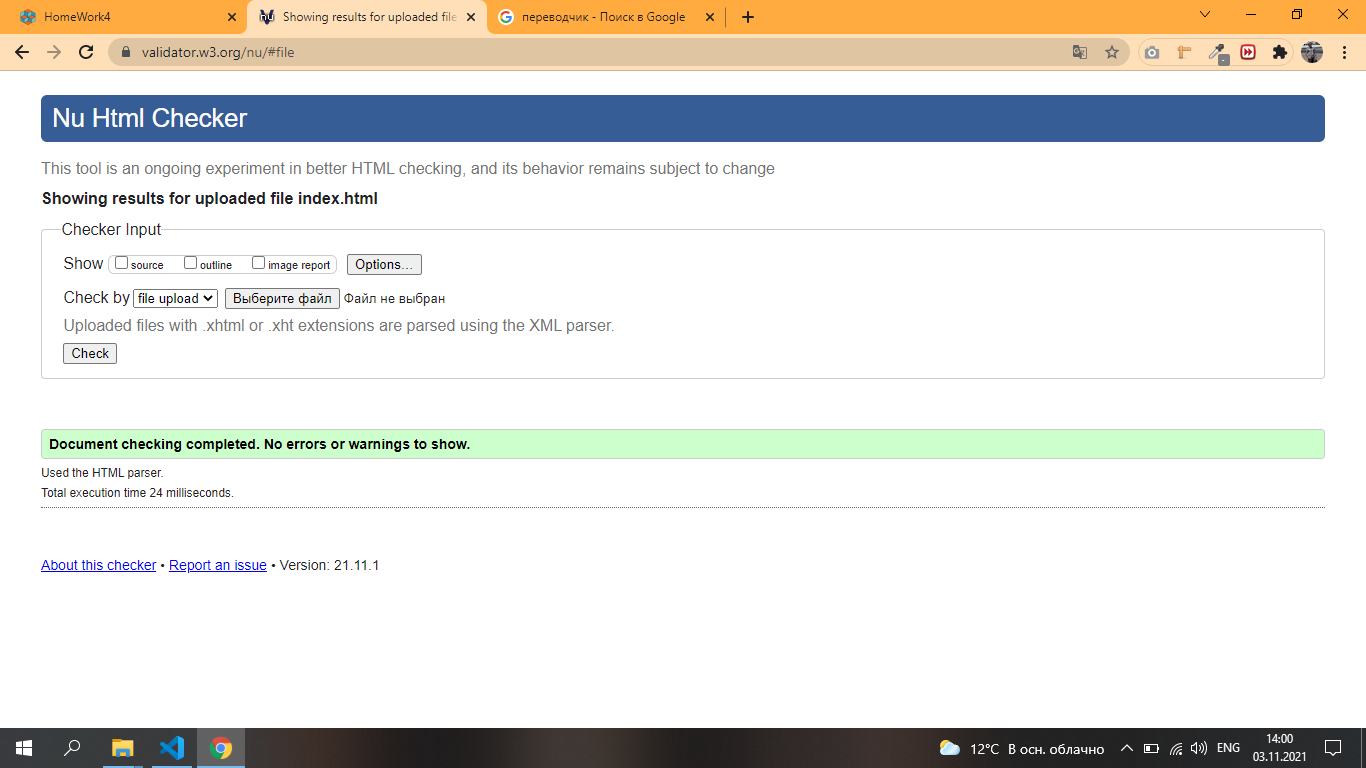 HomeWork4
Showing results for uploaded file
переводчик - Поиск в Google
validator.w3.org/nu/#file
Nu Html Checker
This tool is an ongoing experiment in better HTML checking, and its behavior remains subject to change
Showing results for uploaded file index.html
Checker Input
Show source outline image report Options...
Check by file upload Выберите файл Файл не выбран
Uploaded files with .xhtml or .xht extensions are parsed using the XML parser.
Check
Document checking completed. No errors or warnings to show.
Used the HTML parser.
Total execution time 24 milliseconds.
About this checker • Report an issue • Version: 21.11.1
12°C В осн. облачно ENG 14:00
03.11.2021